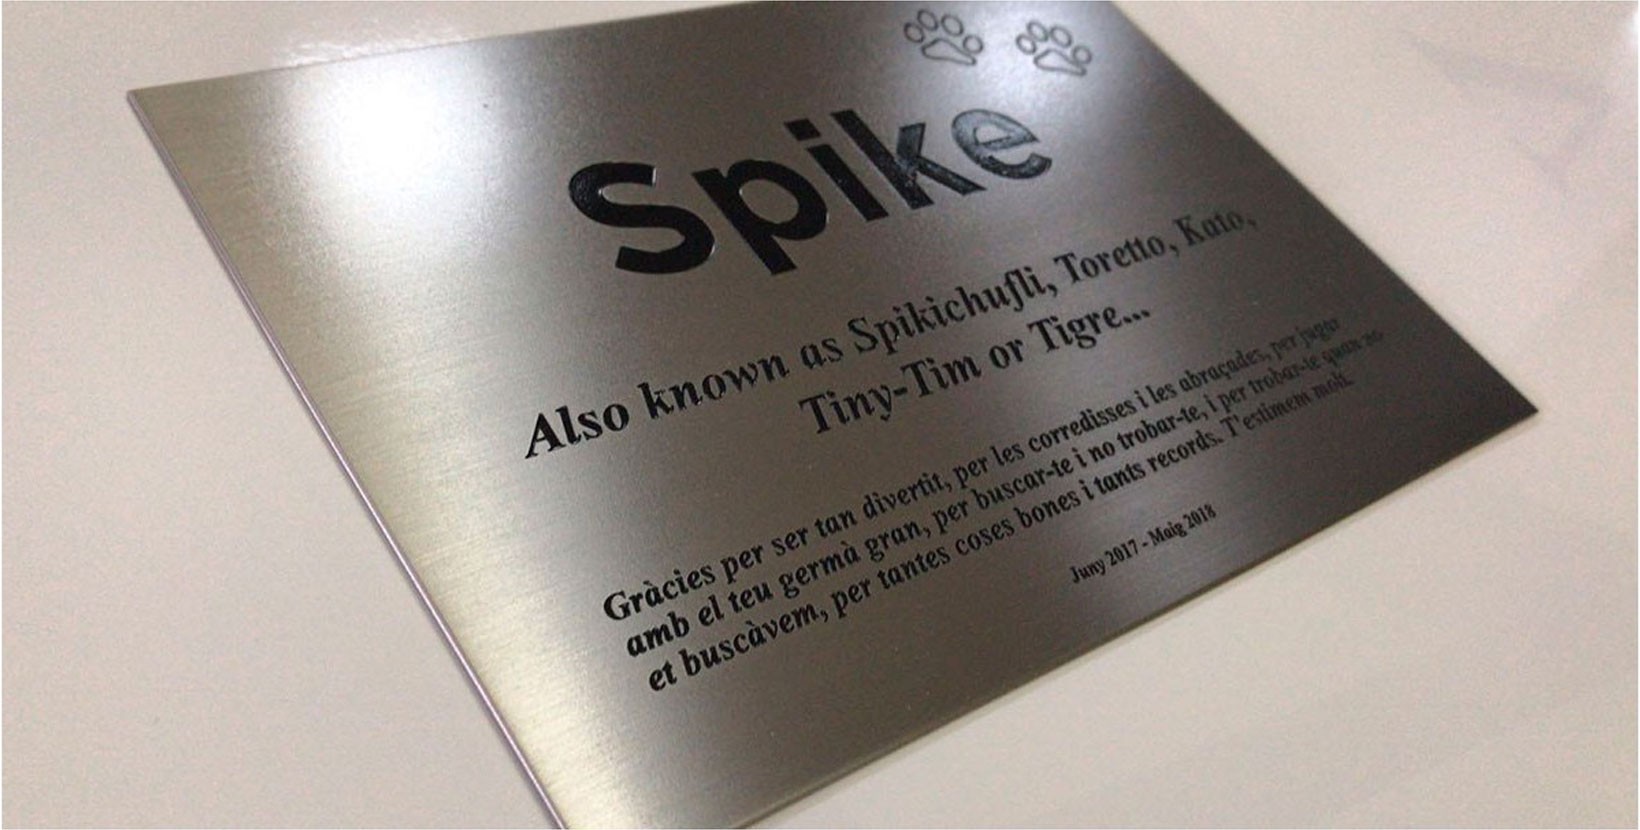 Spike
Also known as Spikichufli, Toretto, Kato,
Tiny-Tim or Tigre...
Gràcies per ser tan divertit, per les corredisses i les abraçades, per jugar
amb el teu germà gran, per buscar-te i no trobar-te, i per trobar-te quan no
et buscàvem, per tantes coses bones i tants records. T'estimem molt.
Juny 2017 - Maig 2018